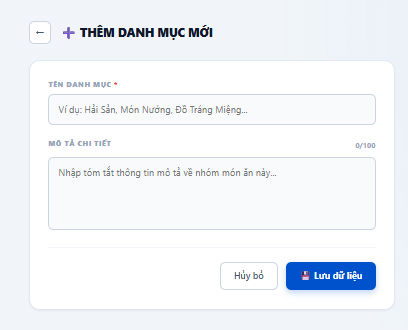 ← ➕ THÊM DANH MỤC MỚI
TÊN DANH MỤC *
Ví dụ: Hải Sản, Món Nướng, Đồ Tráng Miệng...
MÔ TẢ CHI TIẾT 0/100
Nhập tóm tắt thông tin mô tả về nhóm món ăn này...
Hủy bỏ 💾 Lưu dữ liệu